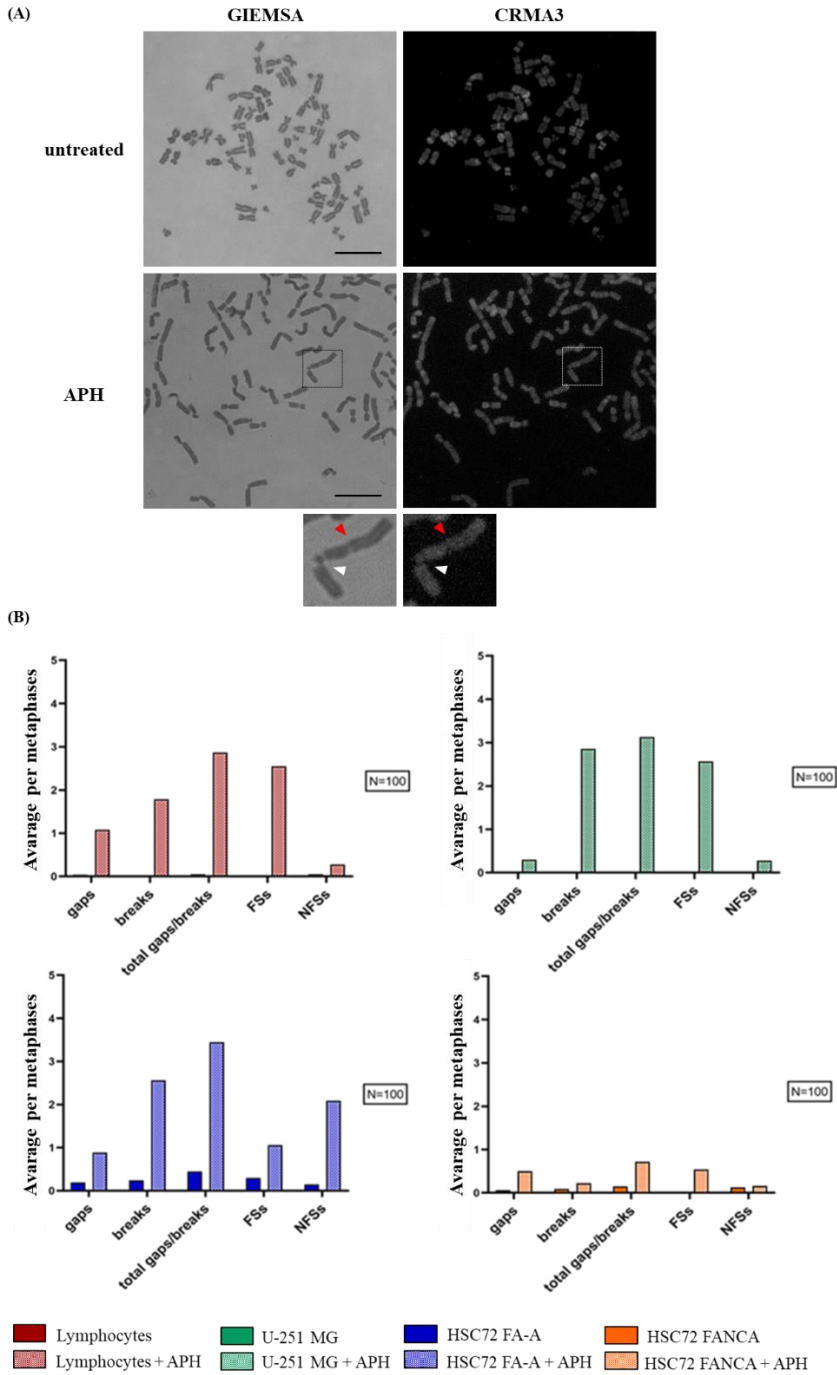 (A)
GIEMSA CRMA3
untreated
APH
(B)
Avarage per metaphases
5
4
3
2
1
0
gaps breaks total gaps/breaks FSs NFSs
N=100
Avarage per metaphases
5
4
3
2
1
0
gaps breaks total gaps/breaks FSs NFSs
N=100
Avarage per metaphases
5
4
3
2
1
0
gaps breaks total gaps/breaks FSs NFSs
N=100
Avarage per metaphases
5
4
3
2
1
0
gaps breaks total gaps/breaks FSs NFSs
N=100
Lymphocytes U-251 MG HSC72 FA-A HSC72 FANCA
Lymphocytes + APH U-251 MG + APH HSC72 FA-A + APH HSC72 FANCA + APH